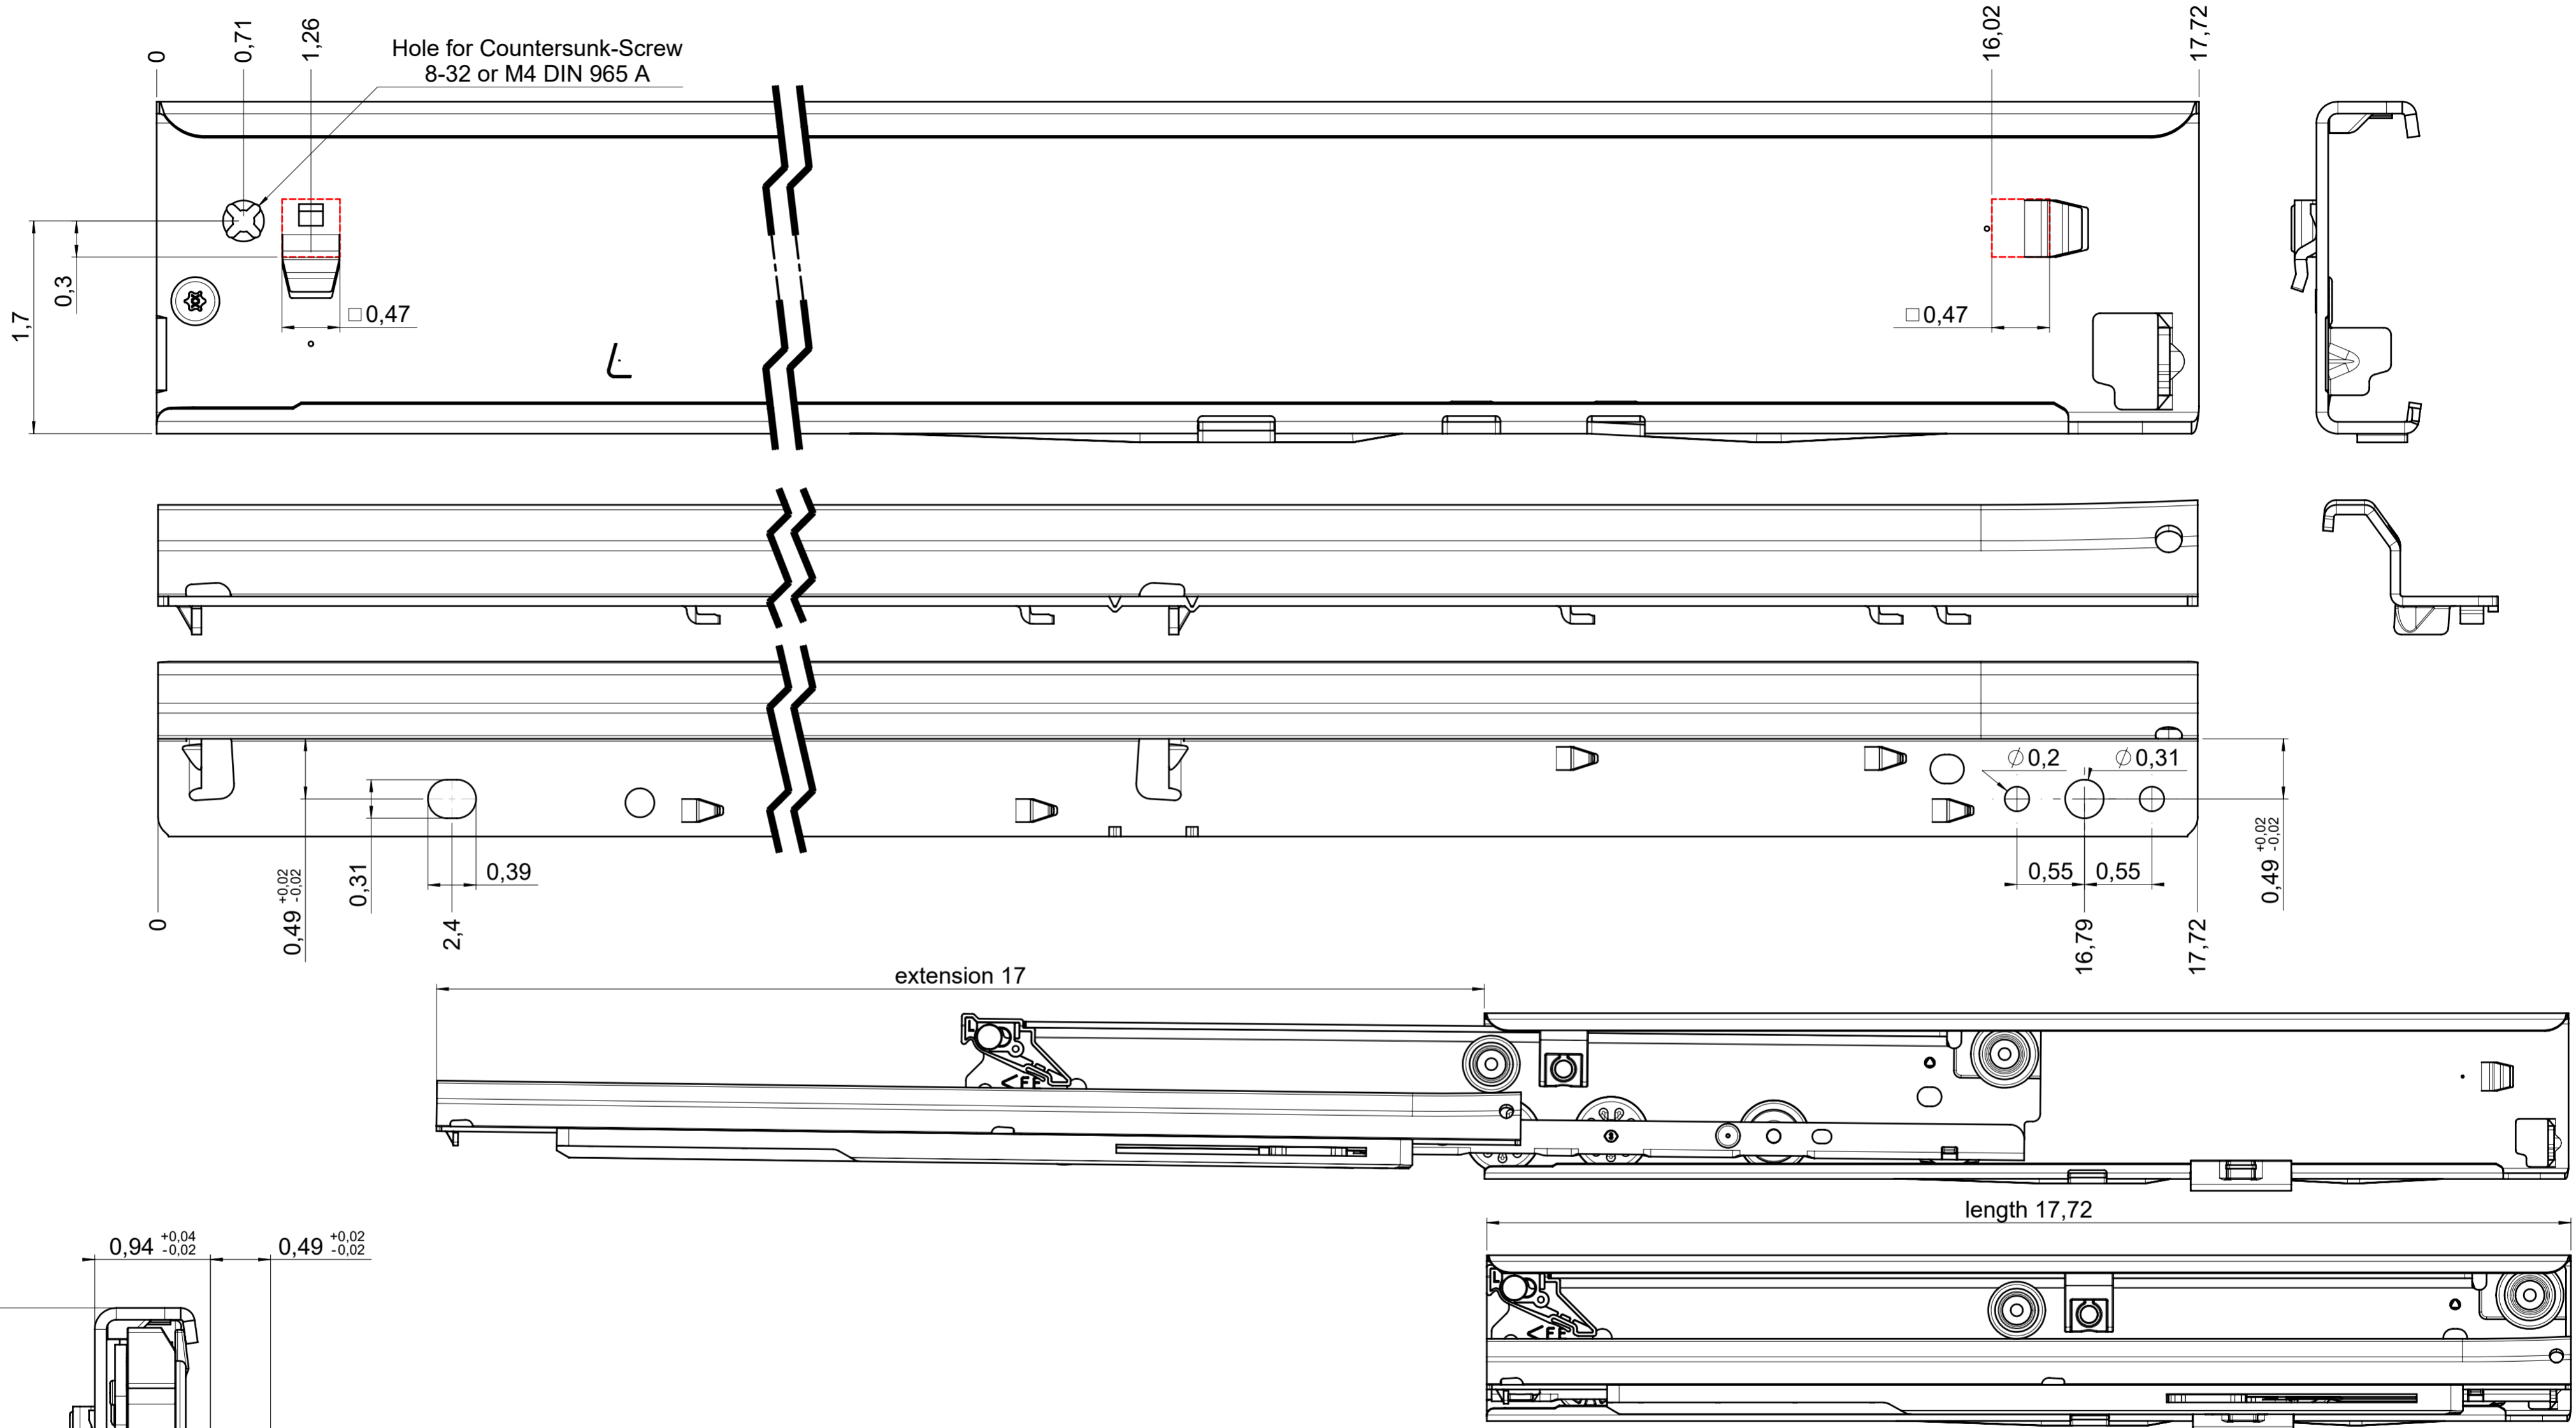 0
0,71
1,26
Hole for Countersunk-Screw
8-32 or M4 DIN 965 A
16,02
17,72
0,3
1,7
□0,47
□0,47
L
∅0,2
∅0,31
0,49 +0,02 -0,02
0,31
0,39
0,55
0,55
0,49 +0,02 -0,02
0
2,4
16,79
17,72
extension 17
L
<FE
length 17,72
0,94 +0,04 -0,02
0,49 +0,02 -0,02
L
<FE